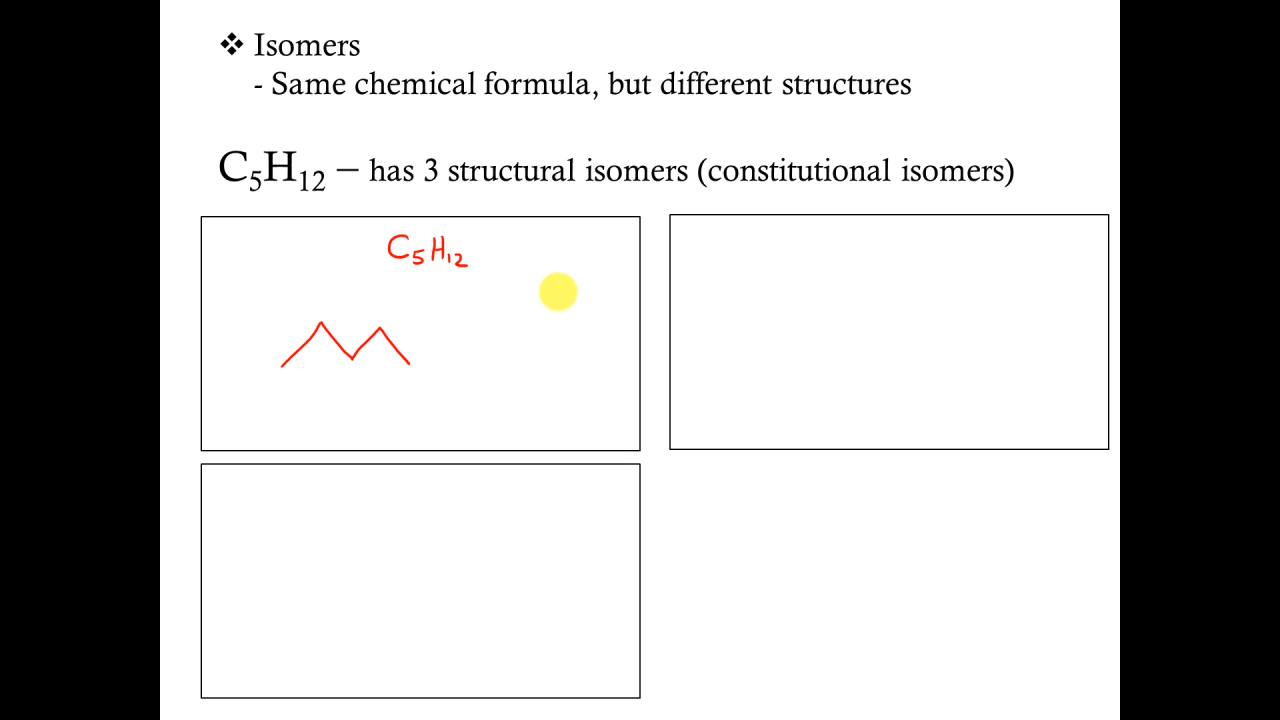 ❖ Isomers
- Same chemical formula, but different structures
C₅H₁₂ – has 3 structural isomers (constitutional isomers)
C₅H₁₂